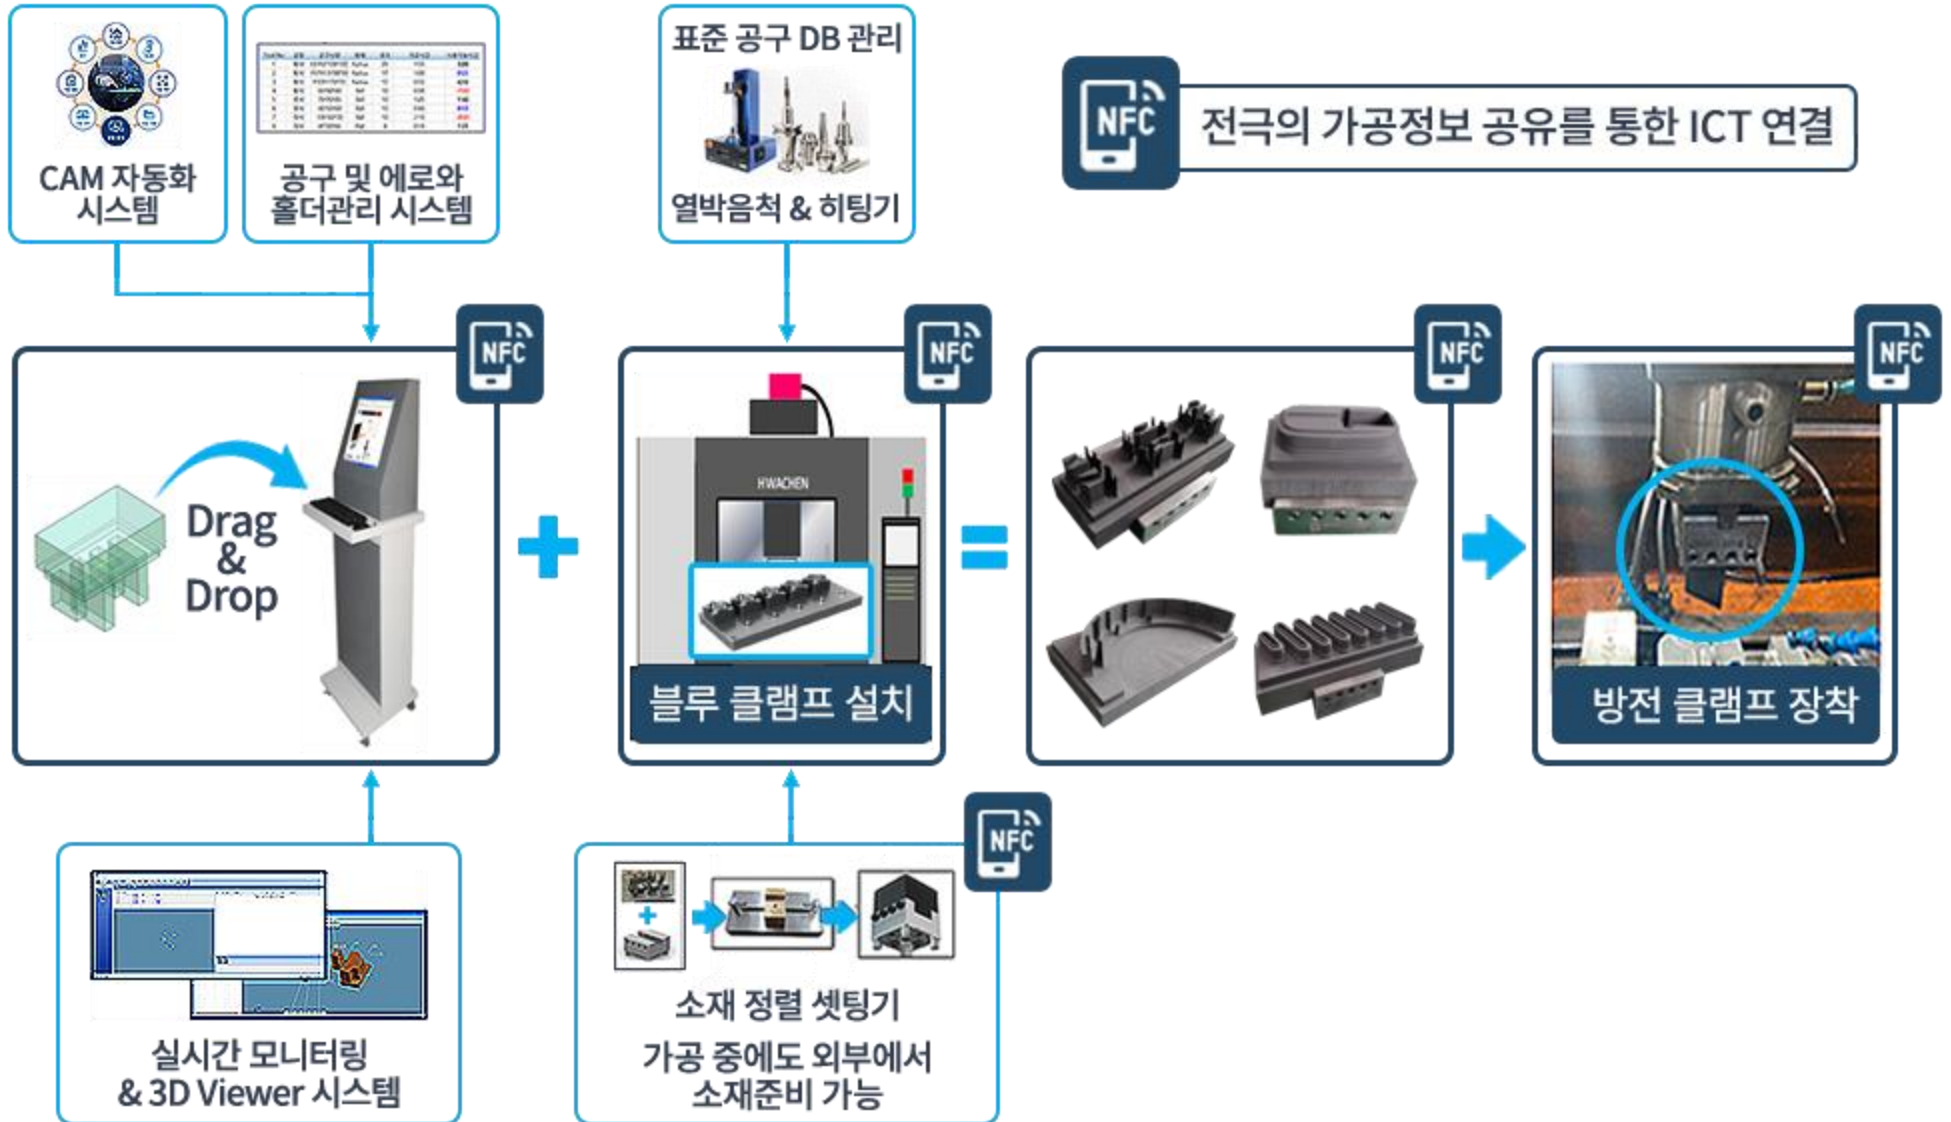 CAM 자동화
시스템
공구 및 에로와
홀더관리 시스템
표준 공구 DB 관리
열박음척 & 히팅기
NFC
전극의 가공정보 공유를 통한 ICT 연결
NFC
NFC
NFC
NFC
Drag
&
Drop
HWACHEN
블루 클램프 설치
방전 클램프 장착
NFC
실시간 모니터링
& 3D Viewer 시스템
소재 정렬 셋팅기
가공 중에도 외부에서
소재준비 가능